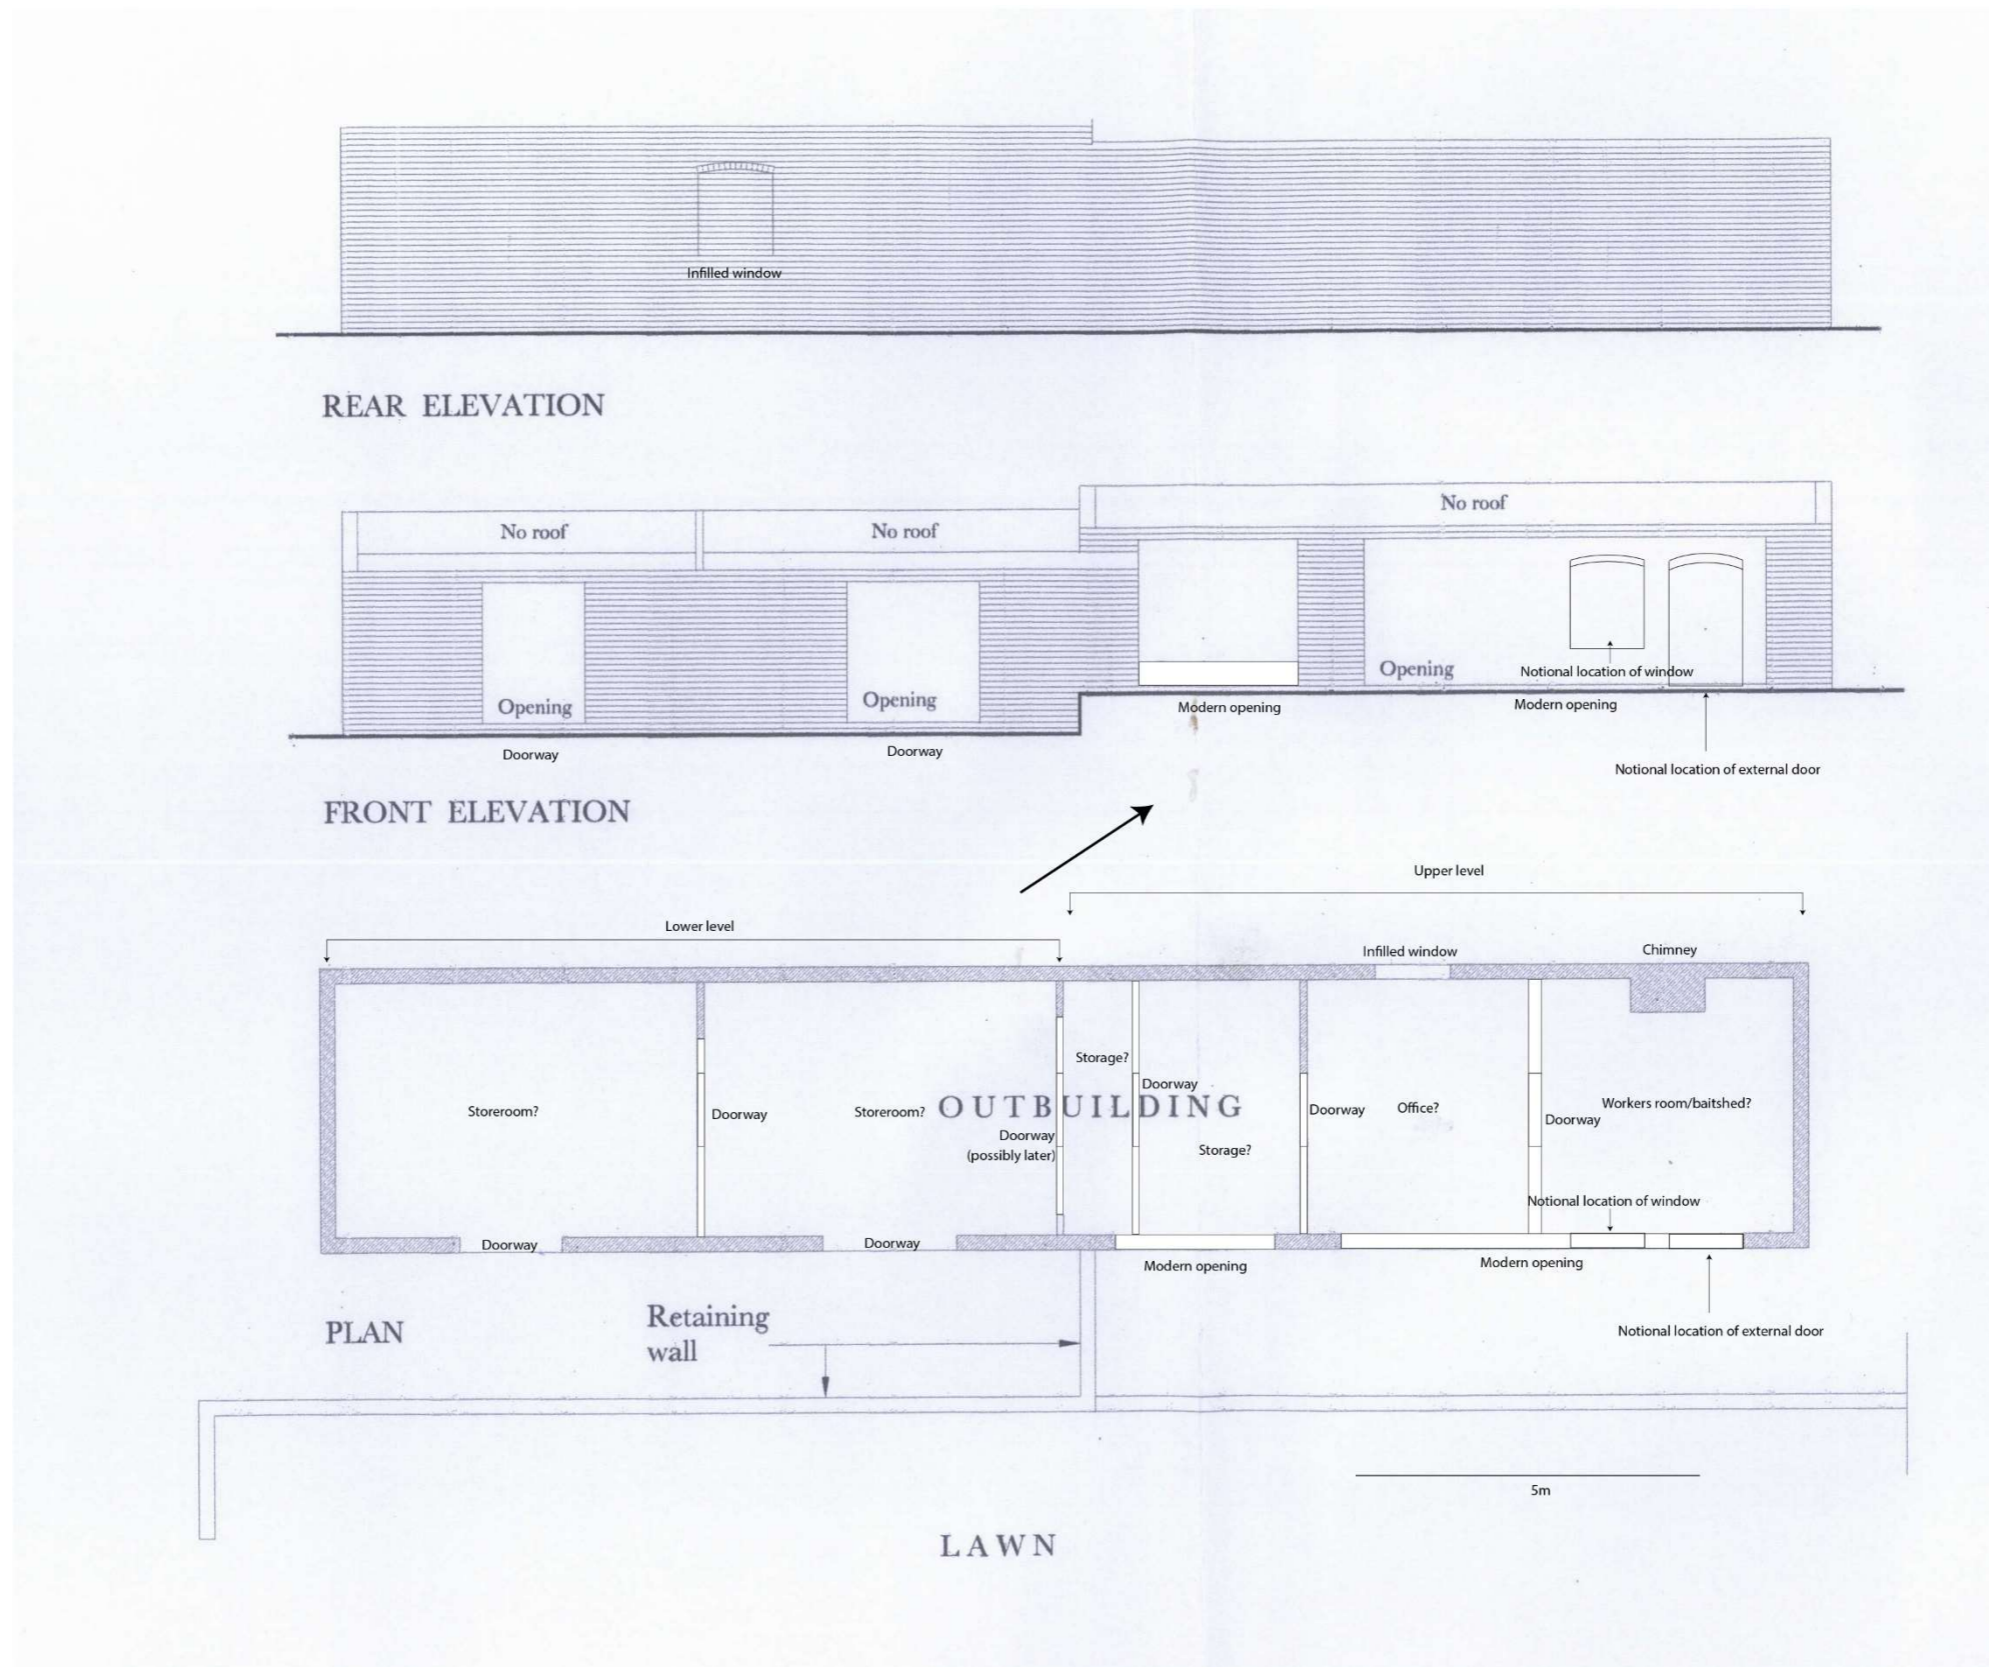 Infilled window
REAR ELEVATION
No roof
No roof
No roof
Opening
Opening
Opening
Notional location of window
Modern opening
Modern opening
Doorway
Doorway
Notional location of external door
FRONT ELEVATION
Upper level
Lower level
Infilled window
Chimney
Storage?
Doorway
Storeroom?
Doorway
Storeroom?
OUTBUILDING
Doorway
Office?
Doorway
Workers room/baitshed?
Doorway
(possibly later)
Storage?
Notional location of window
Doorway
Doorway
Modern opening
Modern opening
Retaining
wall
PLAN
Notional location of external door
5m
LAWN